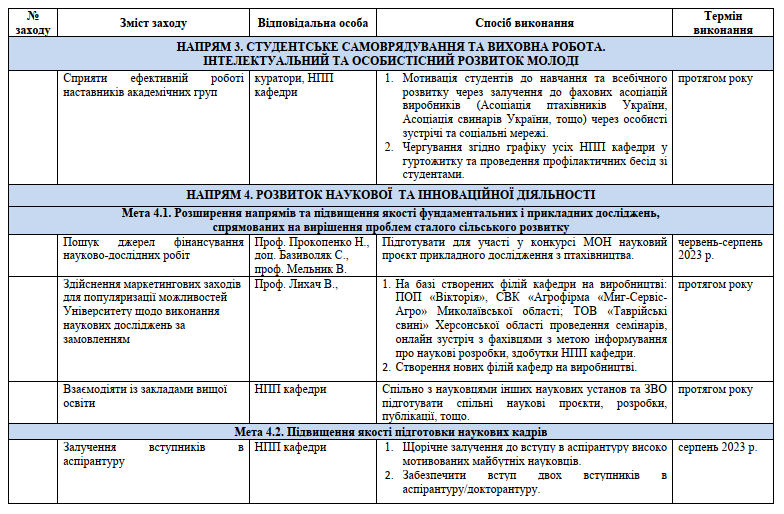 №
заходу
Зміст заходу
Відповідальна особа
Спосіб виконання
Термін
виконання
НАПРЯМ 3. СТУДЕНТСЬКЕ САМОВРЯДУВАННЯ ТА ВИХОВНА РОБОТА.
ІНТЕЛЕКТУАЛЬНИЙ ТА ОСОБИСТІСНИЙ РОЗВИТОК МОЛОДІ
Сприяти ефективній роботі
наставників академічних груп
куратори, НПП
кафедри
1. Мотивація студентів до навчання та всебічного
розвитку через залучення до фахових асоціацій
виробників (Асоціація птахівників України,
Асоціація свинарів України, тощо) через особисті
зустрічі та соціальні мережі.
2. Чергування згідно графіку усіх НПП кафедри у
гуртожитку та проведення профілактичних бесід зі
студентами.
протягом року
НАПРЯМ 4. РОЗВИТОК НАУКОВОЇ ТА ІННОВАЦІЙНОЇ ДІЯЛЬНОСТІ
Мета 4.1. Розширення напрямів та підвищення якості фундаментальних і прикладних досліджень,
спрямованих на вирішення проблем сталого сільського розвитку
Пошук джерел фінансування
науково-дослідних робіт
Проф. Прокопенко Н.,
доц. Базиволяк С.,
проф. Мельник В.
Підготувати для участі у конкурсі МОН науковий
проєкт прикладного дослідження з птахівництва.
червень-серпень
2023 р.
Здійснення маркетингових заходів
для популяризації можливостей
Університету щодо виконання
наукових досліджень за
замовленням
Проф. Лихач В.,
1. На базі створених філій кафедри на виробництві:
ПОП «Вікторія», СВК «Агрофірма «Миг-Сервіс-
Агро» Миколаївської області; ТОВ «Таврійські
свині» Херсонської області проведення семінарів,
онлайн зустріч з фахівцями з метою інформування
про наукові розробки, здобутки НПП кафедри.
2. Створення нових філій кафедр на виробництві.
протягом року
Взаємодіяти із закладами вищої
освіти
НПП кафедри
Спільно з науковцями інших наукових установ та ЗВО
підготувати спільні наукові проєкти, розробки,
публікації, тощо.
протягом року
Мета 4.2. Підвищення якості підготовки наукових кадрів
Залучення вступників в
аспірантуру
НПП кафедри
1. Щорічне залучення до вступу в аспірантуру високо
мотивованих майбутніх науковців.
2. Забезпечити вступ двох вступників в
аспірантуру/докторантуру.
серпень 2023 р.